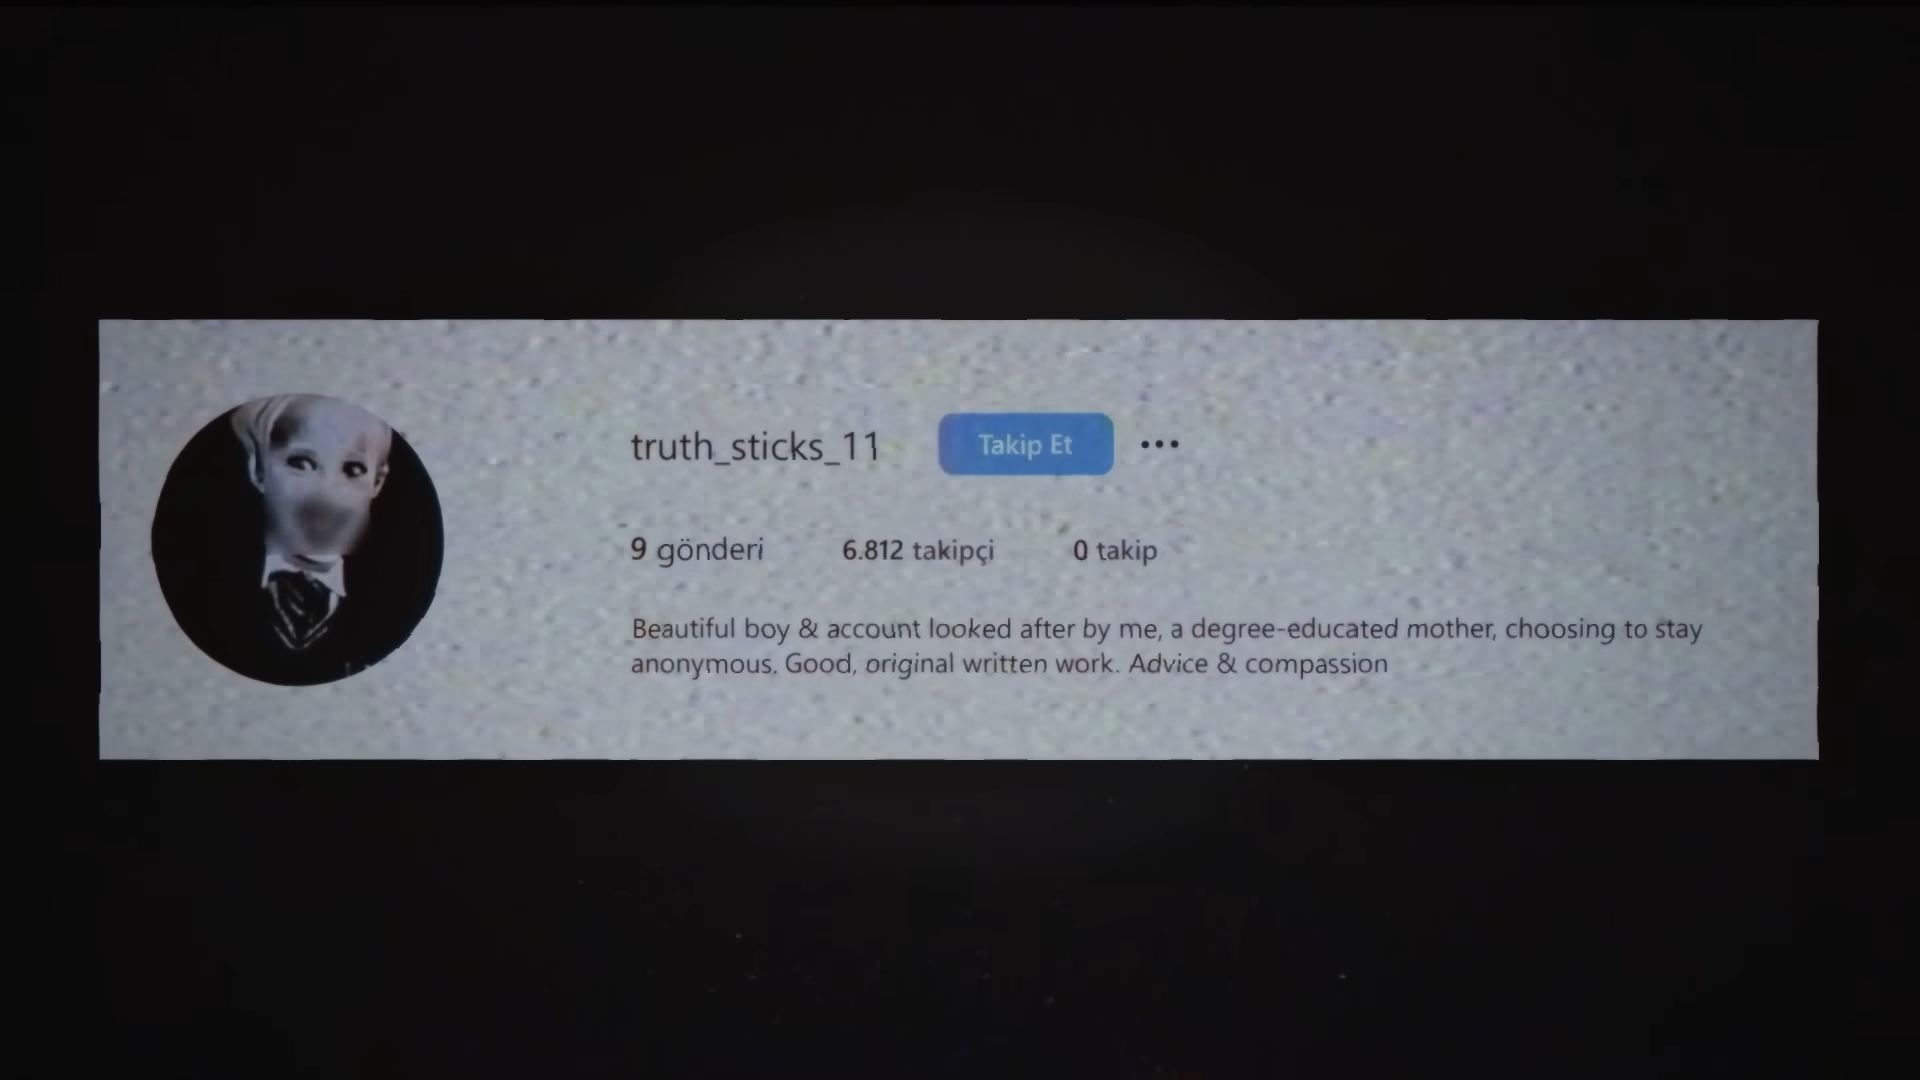 truth_sticks_11 Takip Et
9 gönderi 6.812 takipçi 0 takip
Beautiful boy & account looked after by me, a degree-educated mother, choosing to stay
anonymous. Good, original written work. Advice & compassion